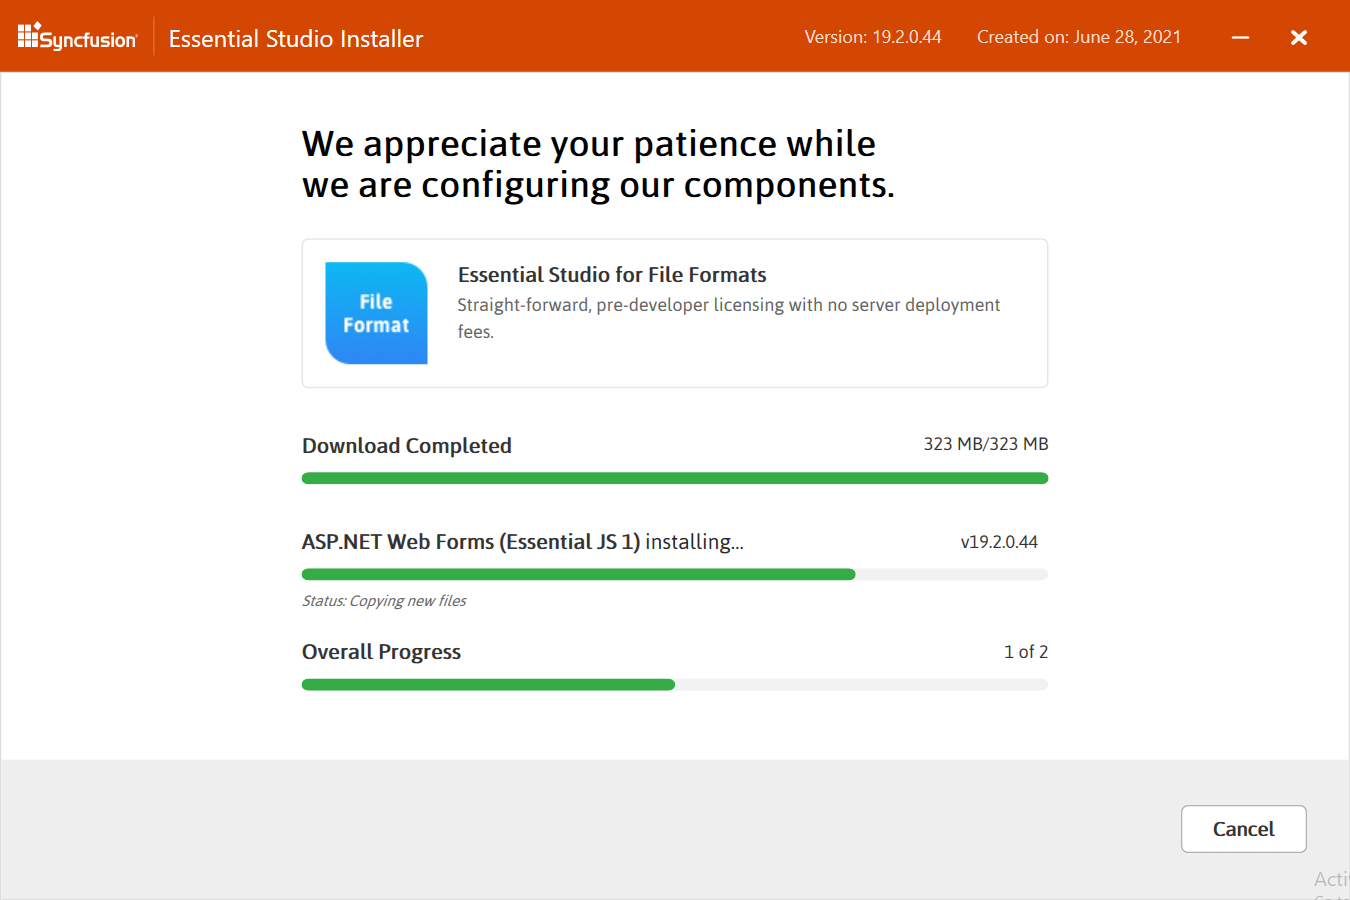 Syncfusion
Essential Studio Installer
Version: 19.2.0.44
Created on: June 28, 2021
We appreciate your patience while
we are configuring our components.
File
Format
Essential Studio for File Formats
Straight-forward, pre-developer licensing with no server deployment
fees.
Download Completed
323 MB/323 MB
ASP.NET Web Forms (Essential JS 1) installing...
v19.2.0.44
Status: Copying new files
Overall Progress
1 of 2
Cancel